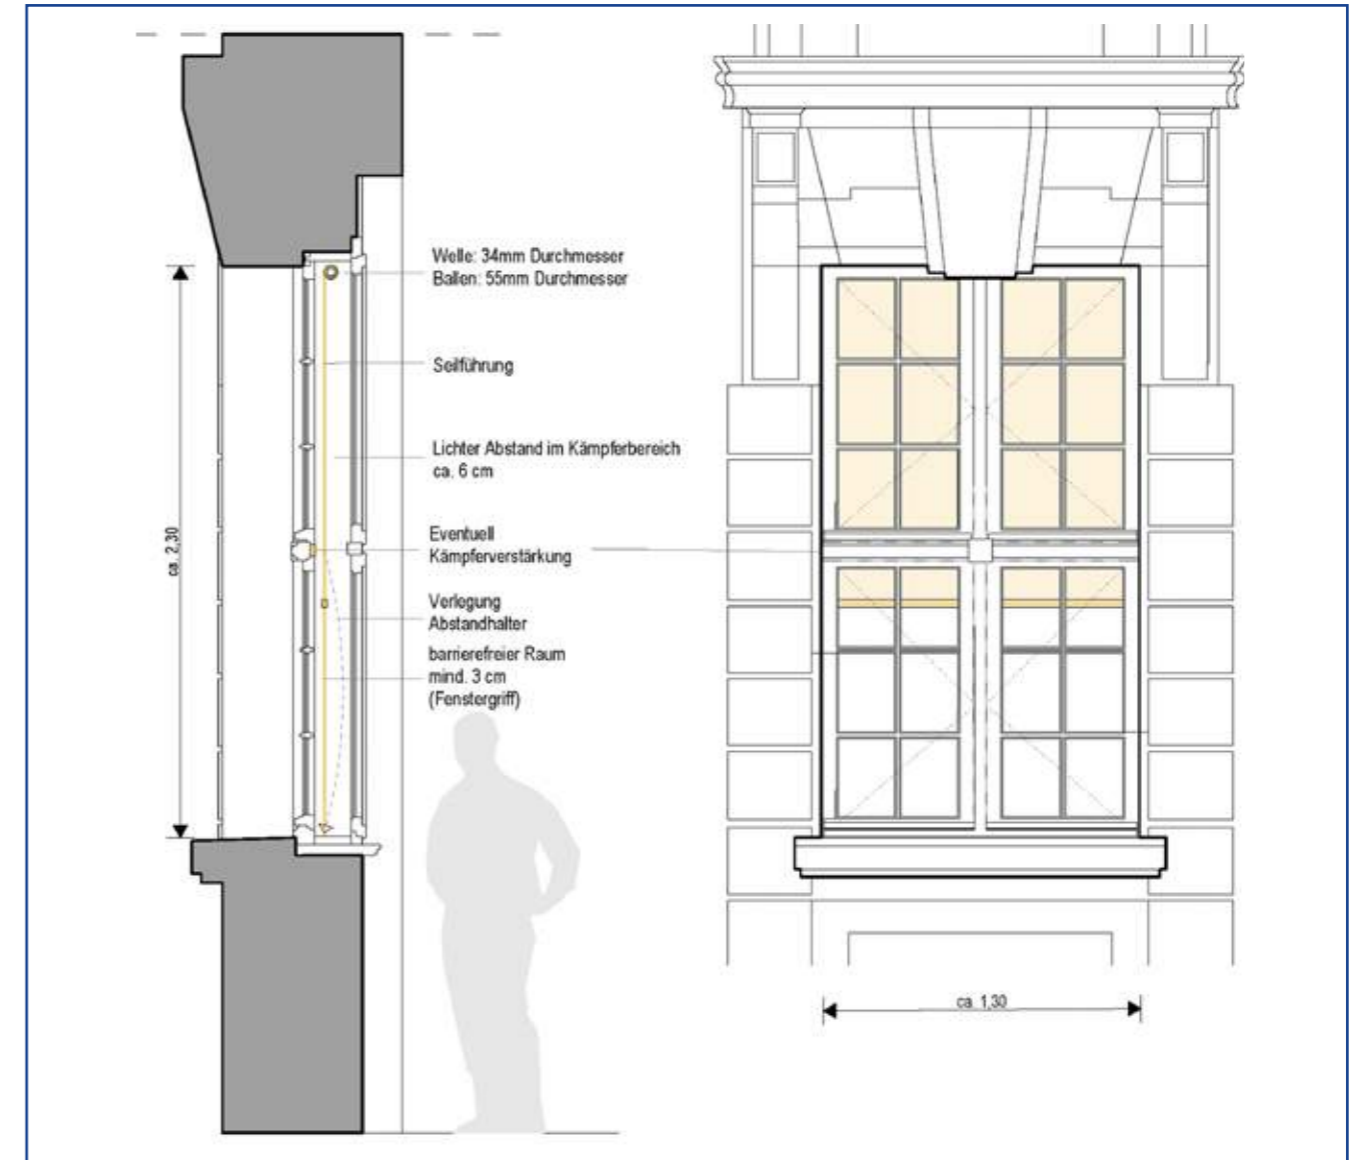 Welle: 34mm Durchmesser
Ballen: 55mm Durchmesser
Seilführung
Lichter Abstand im Kämpferbereich
ca. 6 cm
Eventuell
Kämpferverstärkung
Verlegung
Abstandhalter
barrierefreier Raum
mind. 3 cm
(Fenstergriff)
ca. 2,30
ca. 1,30